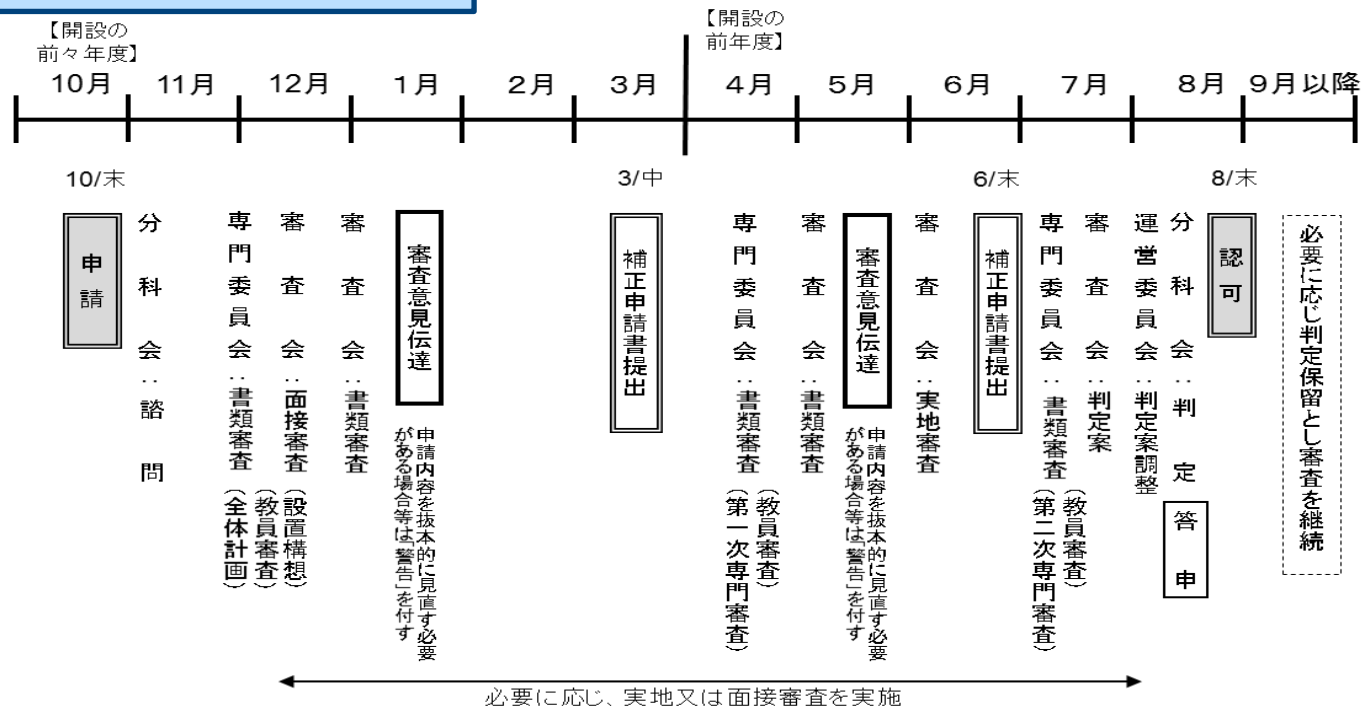 【開設の
前々年度】
【開設の
前年度】
10月 11月 12月 1月 2月 3月 4月 5月 6月 7月 8月 9月以降
10/末
3/中
6/末
8/末
申請
分科会：諮問
専門委員会：書類審査
（全体計画）
（教員審査）
審査会：面接審査
（設置構想）
審査会：書類審査
審査意見伝達
申請内容を抜本的に見直す必要
がある場合等は「警告」を付す
補正申請書提出
専門委員会：書類審査
（教員審査）
（第一次専門審査）
審査会：書類審査
審査意見伝達
申請内容を抜本的に見直す必要
がある場合等は「警告」を付す
審査会：実地審査
補正申請書提出
専門委員会：書類審査
（教員審査）
（第二次専門審査）
審査会：判定案
運営委員会：判定案調整
分科会：判定
答申
認可
必要に応じ判定保留とし審査を継続
必要に応じ、実地又は面接審査を実施